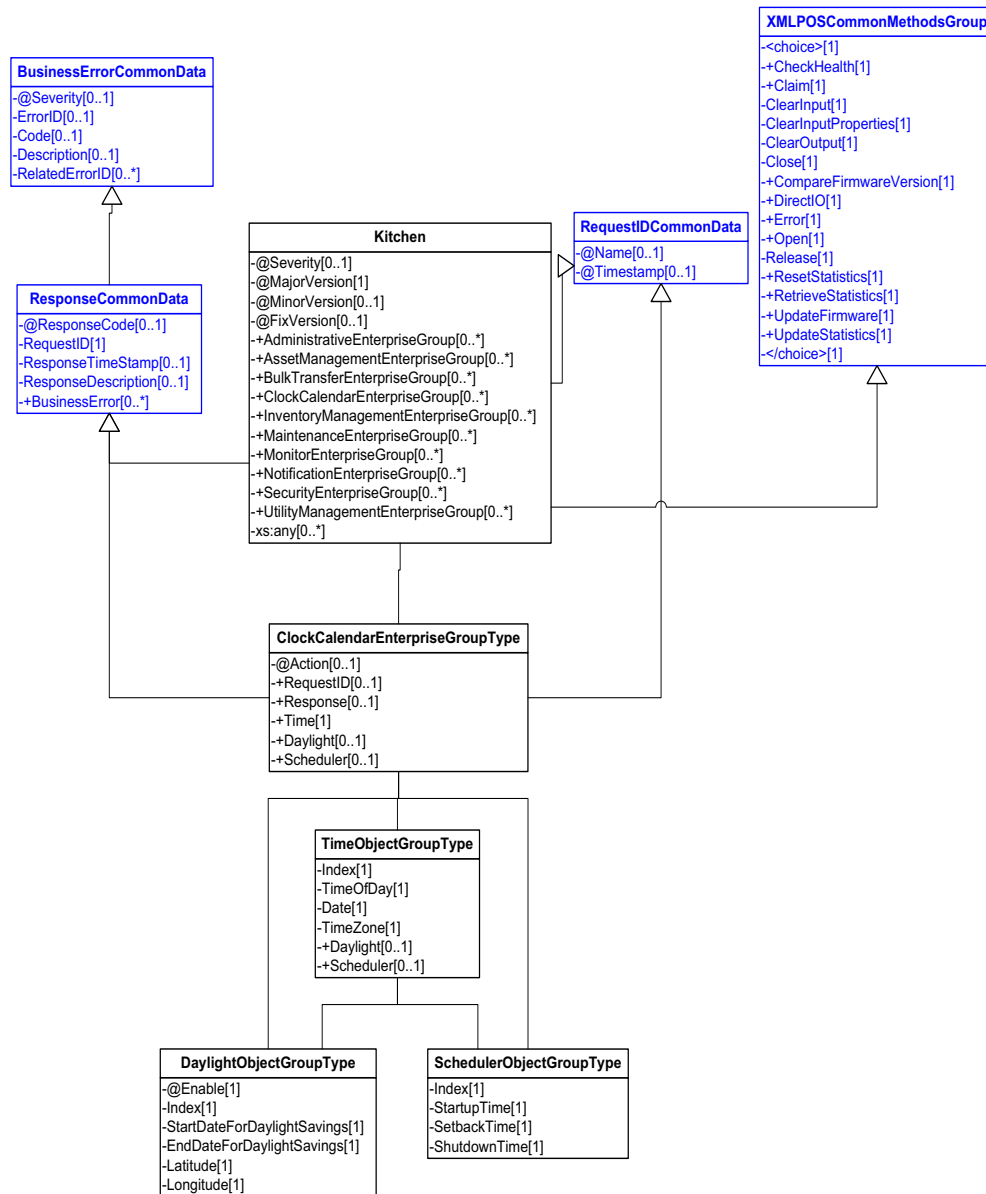 XMLPOSCommonMethodsGroup
-<choice>[1]
-+CheckHealth[1]
-+Claim[1]
-ClearInput[1]
-ClearInputProperties[1]
-ClearOutput[1]
-Close[1]
-+CompareFirmwareVersion[1]
-+DirectIO[1]
-+Error[1]
-+Open[1]
-Release[1]
-+ResetStatistics[1]
-+RetrieveStatistics[1]
-+UpdateFirmware[1]
-+UpdateStatistics[1]
-</choice>[1]
BusinessErrorCommonData
-@Severity[0..1]
-ErrorID[0..1]
-Code[0..1]
-Description[0..1]
-RelatedErrorID[0..*]
RequestIDCommonData
-@Name[0..1]
-@Timestamp[0..1]
Kitchen
-@Severity[0..1]
-@MajorVersion[1]
-@MinorVersion[0..1]
-@FixVersion[0..1]
-+AdministrativeEnterpriseGroup[0..*]
-+AssetManagementEnterpriseGroup[0..*]
-+BulkTransferEnterpriseGroup[0..*]
-+ClockCalendarEnterpriseGroup[0..*]
-+InventoryManagementEnterpriseGroup[0..*]
-+MaintenanceEnterpriseGroup[0..*]
-+MonitorEnterpriseGroup[0..*]
-+NotificationEnterpriseGroup[0..*]
-+SecurityEnterpriseGroup[0..*]
-+UtilityManagementEnterpriseGroup[0..*]
-xs:any[0..*]
ResponseCommonData
-@ResponseCode[0..1]
-RequestID[1]
-ResponseTimeStamp[0..1]
-ResponseDescription[0..1]
-+BusinessError[0..*]
ClockCalendarEnterpriseGroupType
-@Action[0..1]
-+RequestID[0..1]
-+Response[0..1]
-+Time[1]
-+Daylight[0..1]
-+Scheduler[0..1]
TimeObjectGroupType
-Index[1]
-TimeOfDay[1]
-Date[1]
-TimeZone[1]
-+Daylight[0..1]
-+Scheduler[0..1]
DaylightObjectGroupType
-@Enable[1]
-Index[1]
-StartDateForDaylightSavings[1]
-EndDateForDaylightSavings[1]
-Latitude[1]
-Longitude[1]
SchedulerObjectGroupType
-Index[1]
-StartupTime[1]
-SetbackTime[1]
-ShutdownTime[1]